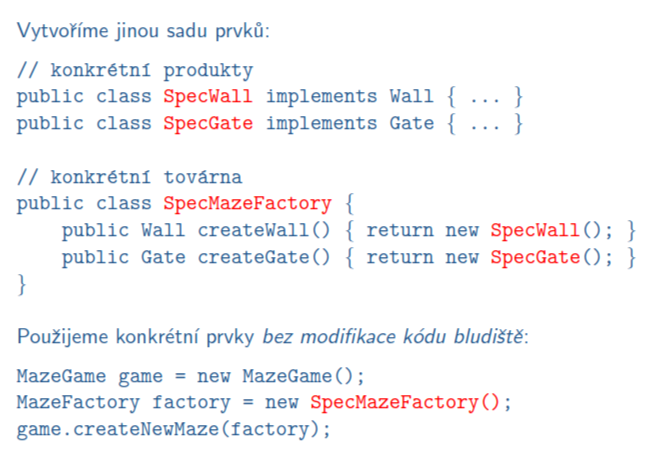 Vytvoříme jinou sadu prvků:
// konkrétní produkty
public class SpecWall implements Wall { ... }
public class SpecGate implements Gate { ... }
// konkrétní továrna
public class SpecMazeFactory {
public Wall createWall() { return new SpecWall(); }
public Gate createGate() { return new SpecGate(); }
}
Použijeme konkrétní prvky bez modifikace kódu bludiště:
MazeGame game = new MazeGame();
MazeFactory factory = new SpecMazeFactory();
game.createNewMaze(factory);